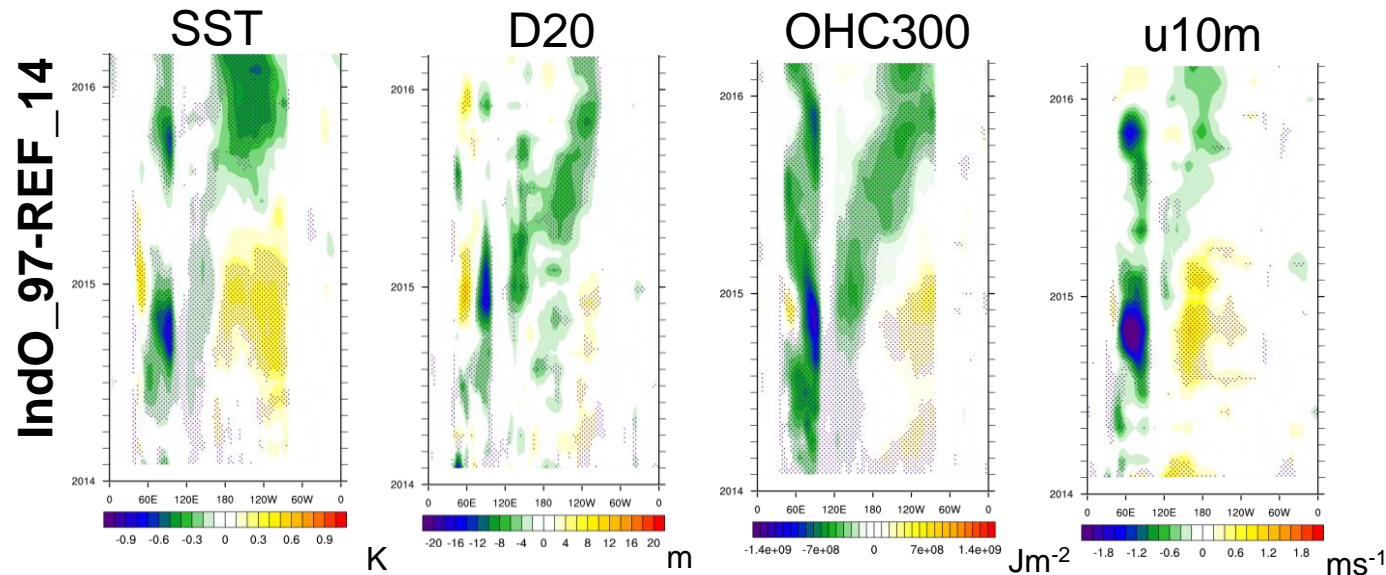 SST
D20
OHC300
u10m
IndO_97-REF_14
2016
2015
2014
0 60E 120E 180 120W 60W 0
-0.9 -0.6 -0.3 0 0.3 0.6 0.9
K
2016
2015
2014
0 60E 120E 180 120W 60W 0
-20 -16 -12 -8 -4 0 4 8 12 16 20
m
2016
2015
2014
0 60E 120E 180 120W 60W 0
-1.4e+09 -7e+08 0 7e+08 1.4e+09
Jm-2
2016
2015
2014
0 60E 120E 180 120W 60W 0
-1.8 -1.2 -0.6 0 0.6 1.2 1.8
ms-1